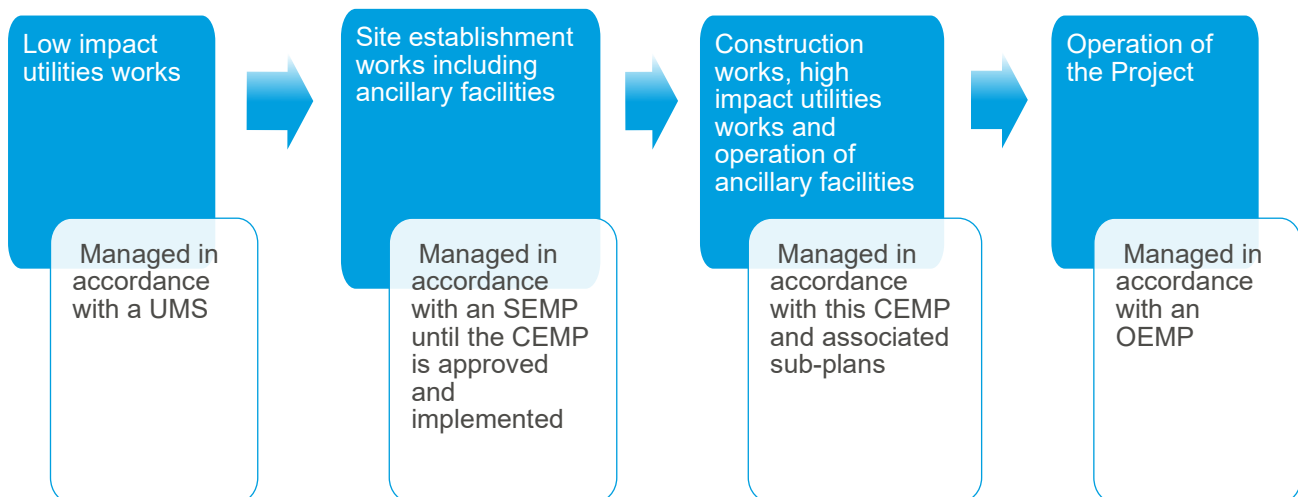 Low impact
utilities works
Managed in
accordance
with a UMS
Site establishment
works including
ancillary facilities
Managed in
accordance
with an SEMP
until the CEMP
is approved
and
implemented
Construction
works, high
impact utilities
works and
operation of
ancillary facilities
Managed in
accordance
with this CEMP
and associated
sub-plans
Operation of
the Project
Managed in
accordance
with an
OEMP